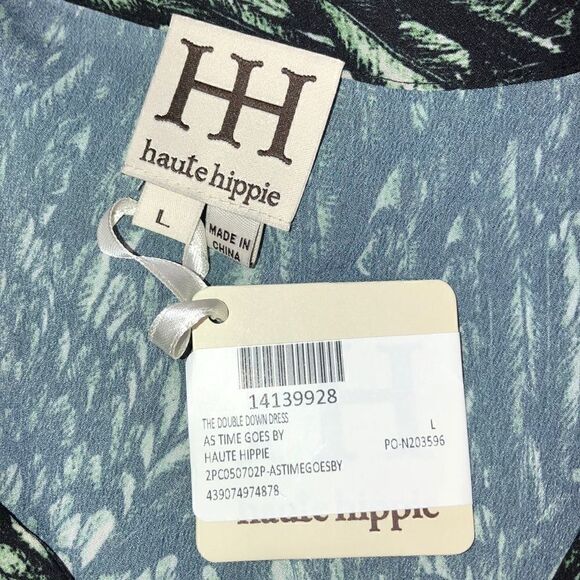 HH
haute hippie
L
MADE IN
CHINA
14139928
THE DOUBLE DOWN DRESS
AS TIME GOES BY
HAUTE HIPPIE
2PC050702P-ASTIMEGOESBY
439074974878
L
PO-N203596
haute hippie